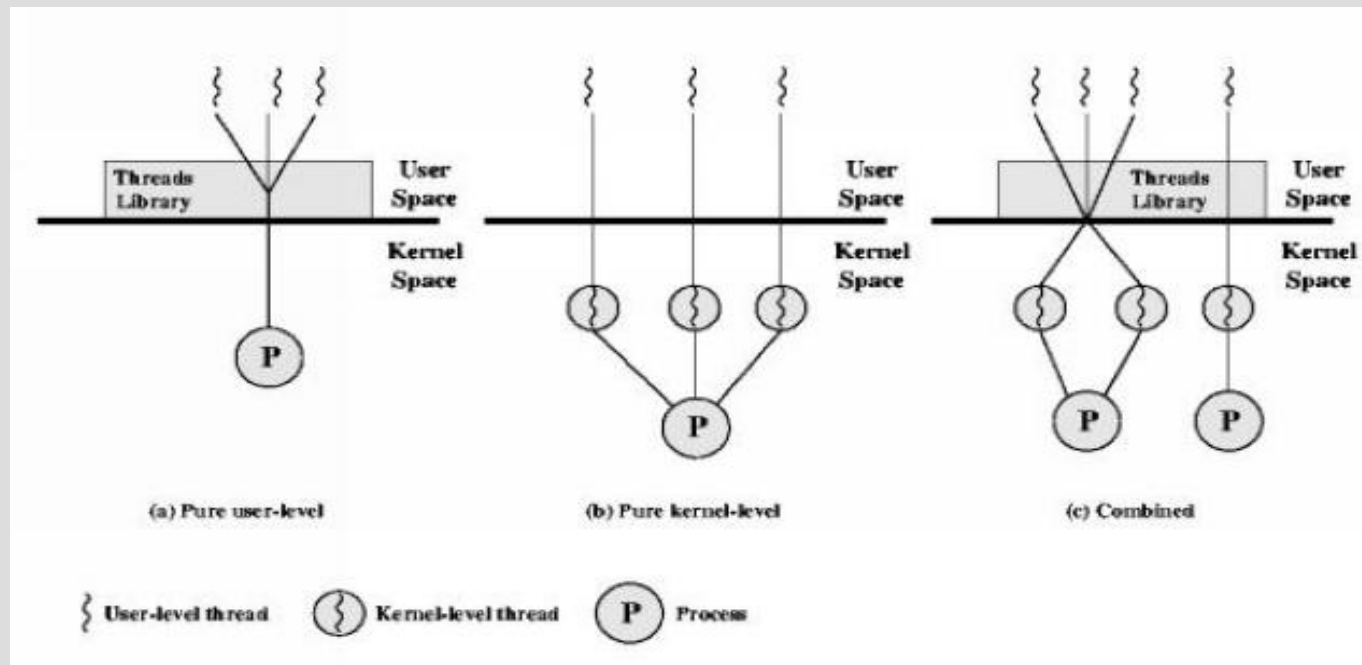 Threads
Library
User
Space
Kernel
Space
P
(a) Pure user-level
User
Space
Kernel
Space
P
(b) Pure kernel-level
Threads
Library
User
Space
Kernel
Space
P
P
(c) Combined
User-level thread
Kernel-level thread
P
Process